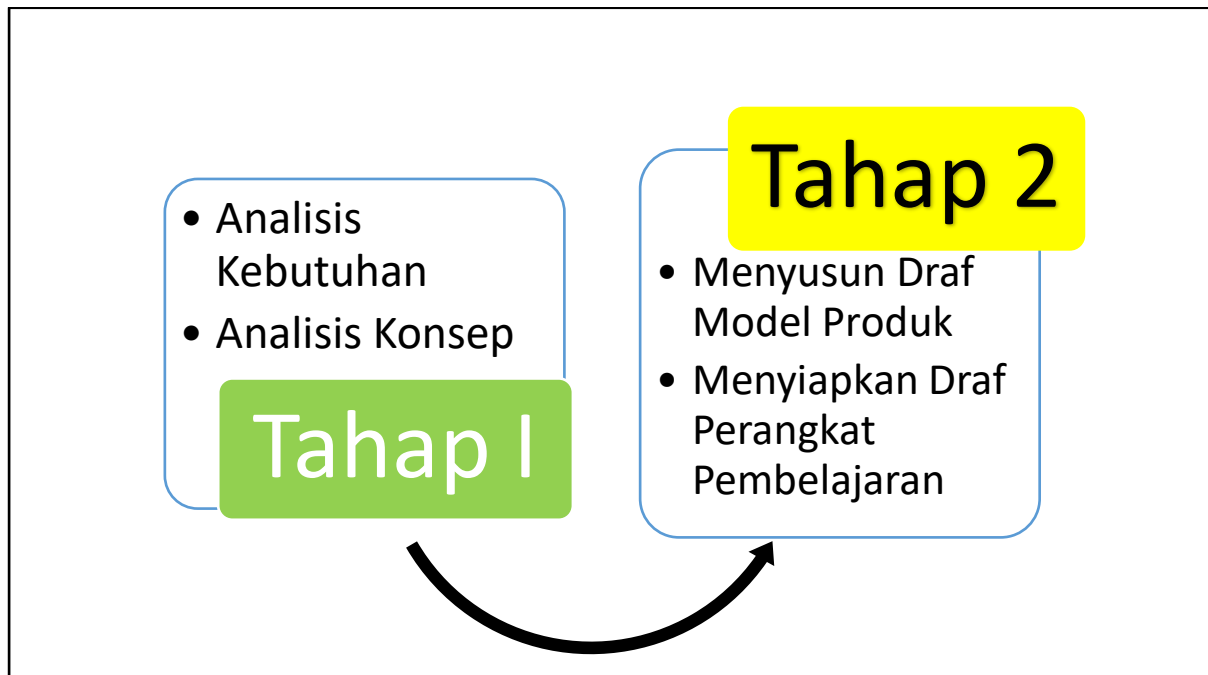 • Analisis
Kebutuhan
• Analisis Konsep
Tahap I
Tahap 2
• Menyusun Draf
Model Produk
• Menyiapkan Draf
Perangkat
Pembelajaran